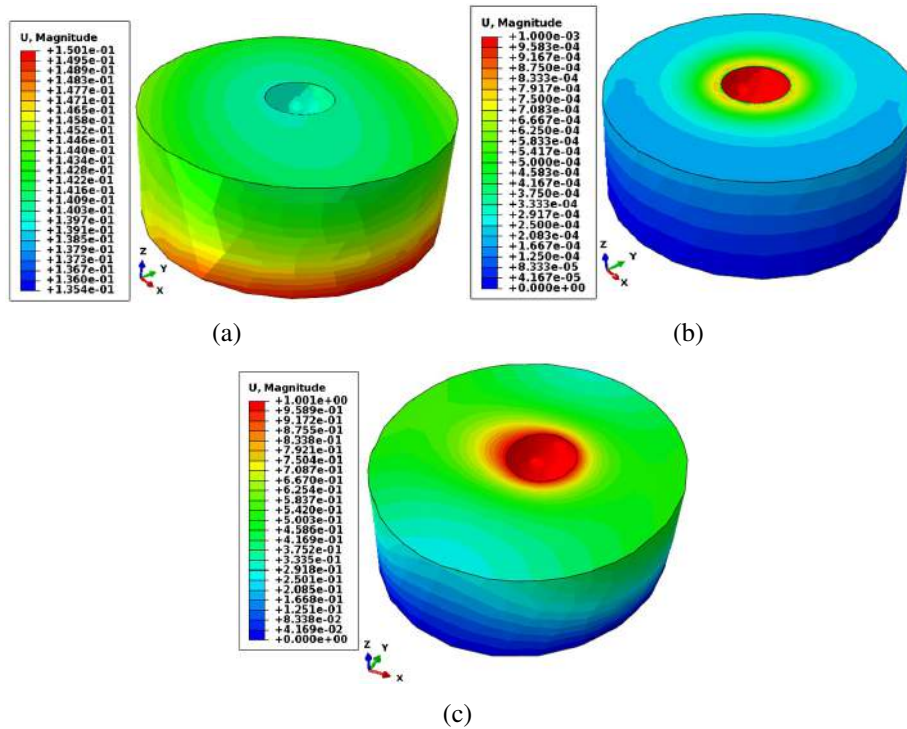 U, Magnitude
+1.501e-01
+1.495e-01
+1.489e-01
+1.483e-01
+1.477e-01
+1.471e-01
+1.465e-01
+1.458e-01
+1.452e-01
+1.446e-01
+1.440e-01
+1.434e-01
+1.428e-01
+1.422e-01
+1.416e-01
+1.409e-01
+1.403e-01
+1.397e-01
+1.391e-01
+1.385e-01
+1.379e-01
+1.373e-01
+1.367e-01
+1.360e-01
+1.354e-01
Z
Y
X
(a)
U, Magnitude
+1.000e-03
+9.583e-04
+9.167e-04
+8.750e-04
+8.333e-04
+7.917e-04
+7.500e-04
+7.083e-04
+6.667e-04
+6.250e-04
+5.833e-04
+5.417e-04
+5.000e-04
+4.583e-04
+4.167e-04
+3.750e-04
+3.333e-04
+2.917e-04
+2.500e-04
+2.083e-04
+1.667e-04
+1.250e-04
+8.333e-05
+4.167e-05
+0.000e+00
Z
Y
X
(b)
U, Magnitude
+1.001e+00
+9.589e-01
+9.172e-01
+8.755e-01
+8.338e-01
+7.921e-01
+7.504e-01
+7.087e-01
+6.670e-01
+6.254e-01
+5.837e-01
+5.420e-01
+5.003e-01
+4.586e-01
+4.169e-01
+3.752e-01
+3.335e-01
+2.918e-01
+2.501e-01
+2.085e-01
+1.668e-01
+1.251e-01
+8.338e-02
+4.169e-02
+0.000e+00
Z
Y
X
(c)